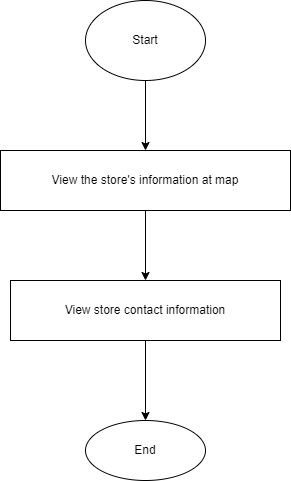 Start
View the store's information at map
View store contact information
End